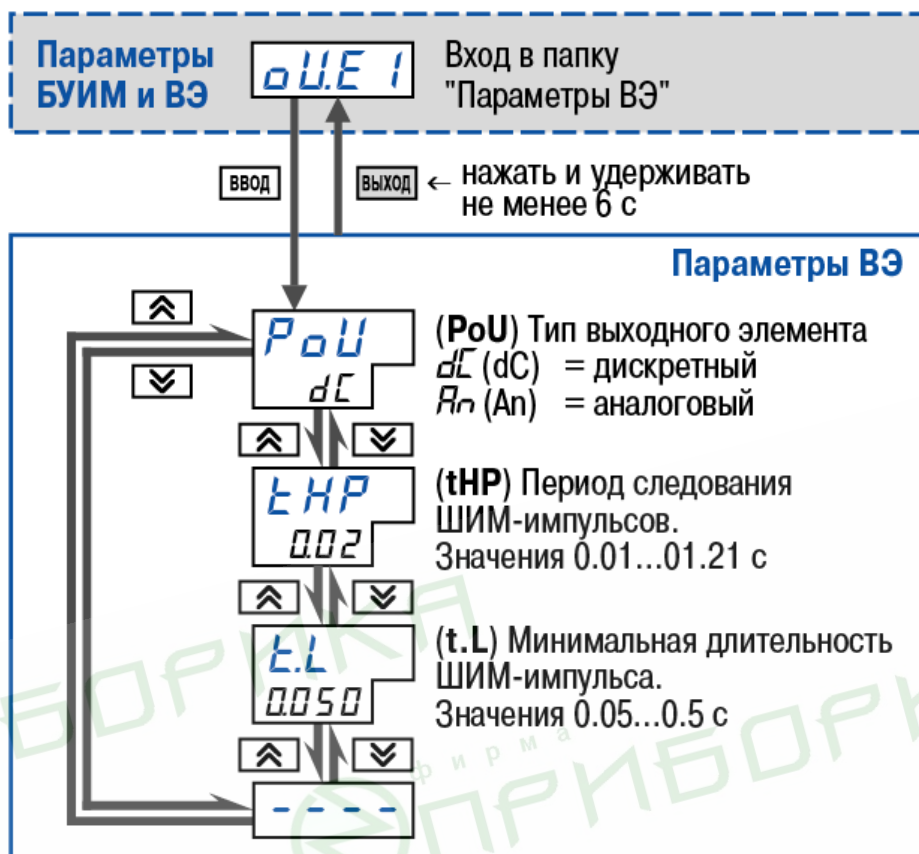 Параметры
БУИМ и ВЭ
oU.E 1
Вход в папку
"Параметры ВЭ"
ВВОД
ВЫХОД
← нажать и удерживать
не менее 6 с
Параметры ВЭ
PoU
dC
(PoU) Тип выходного элемента
dC (dC) = дискретный
An (An) = аналоговый
tHP
0.02
(tHP) Период следования
ШИМ-импульсов.
Значения 0.01...01.21 с
t.L
0.050
(t.L) Минимальная длительность
ШИМ-импульса.
Значения 0.05...0.5 с
- - - -
фирма
ПРИБОРИКА